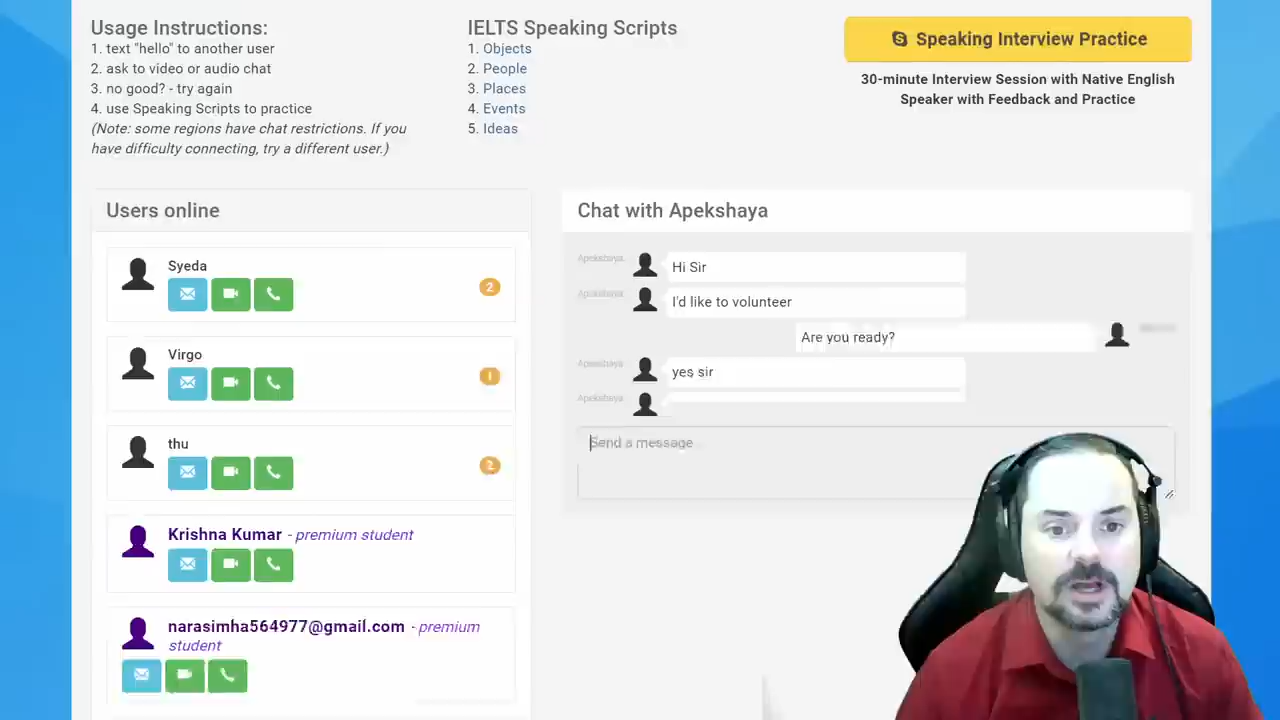 Usage Instructions:
1. text "hello" to another user
2. ask to video or audio chat
3. no good? - try again
4. use Speaking Scripts to practice
(Note: some regions have chat restrictions. If you
have difficulty connecting, try a different user.)
IELTS Speaking Scripts
1. Objects
2. People
3. Places
4. Events
5. Ideas
Speaking Interview Practice
30-minute Interview Session with Native English
Speaker with Feedback and Practice
Users online
Syeda
2
Virgo
1
thu
2
Krishna Kumar - premium student
narasimha564977@gmail.com - premium
student
Chat with Apekshaya
Apekshaya
Hi Sir
Apekshaya
I'd like to volunteer
Are you ready?
Apekshaya
yes sir
Apekshaya
Send a message